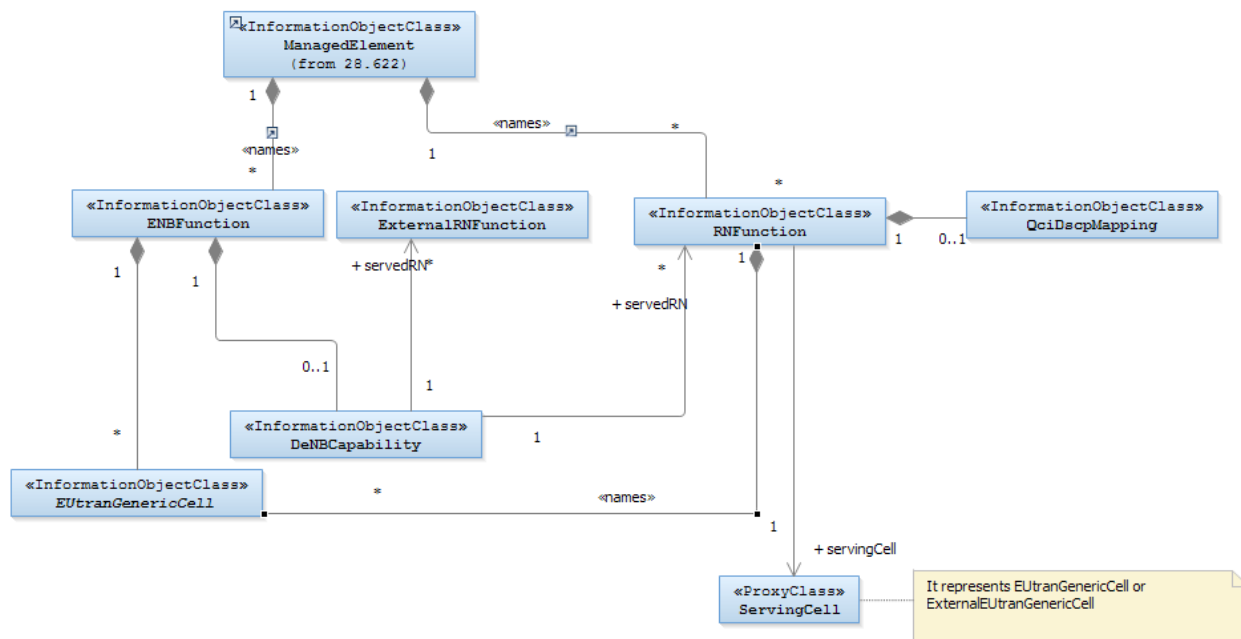 «InformationObjectClass»
ManagedElement
(from 28.622)
1
«names»
*
1
«names»
*
*
«InformationObjectClass»
ENBFunction
«InformationObjectClass»
ExternalRNFunction
«InformationObjectClass»
RNFunction
«InformationObjectClass»
QciDscpMapping
1
0..1
1
1
+ servedRN*
*
1
+ servedRN
0..1
1
*
«InformationObjectClass»
DeNBCapability
1
«InformationObjectClass»
EUtranGenericCell
*
«names»
1
+ servingCell
«ProxyClass»
ServingCell
It represents EUtranGenericCell or
ExternalEUtranGenericCell